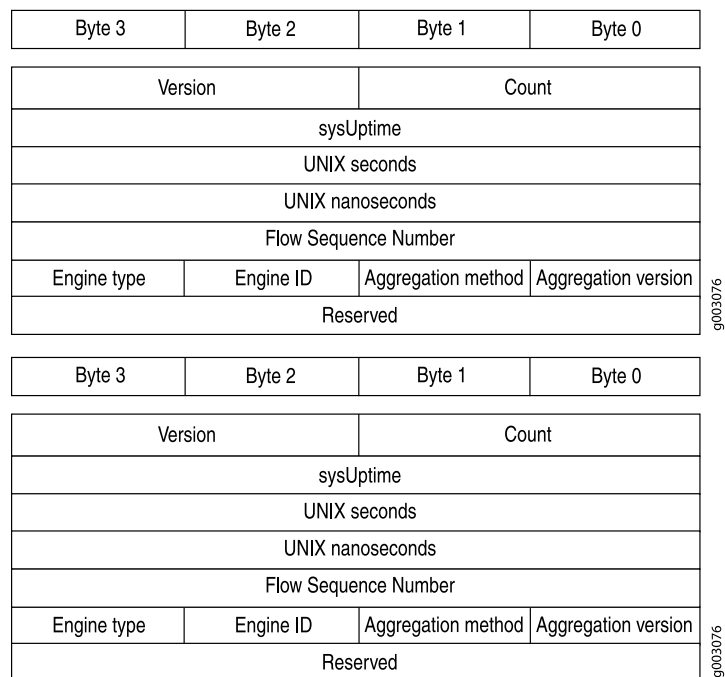 Byte 3 Byte 2 Byte 1 Byte 0
Version Count
sysUptime
UNIX seconds
UNIX nanoseconds
Flow Sequence Number
Engine type Engine ID Aggregation method Aggregation version
Reserved
g003076
Byte 3 Byte 2 Byte 1 Byte 0
Version Count
sysUptime
UNIX seconds
UNIX nanoseconds
Flow Sequence Number
Engine type Engine ID Aggregation method Aggregation version
Reserved
g003076